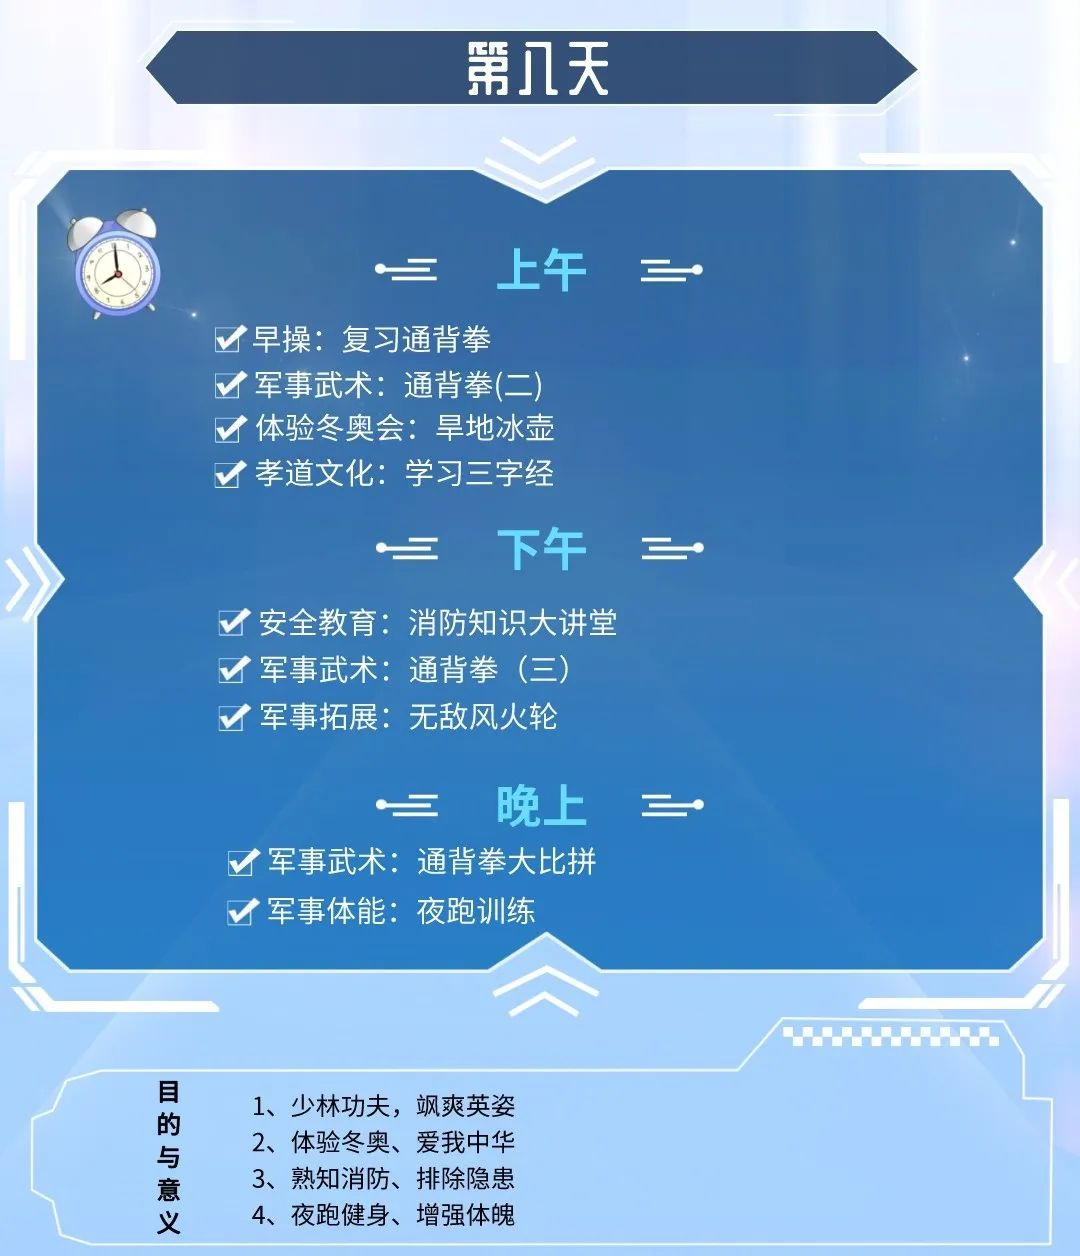 第八天
上午
早操：复习通背拳
军事武术：通背拳(二)
体验冬奥会：旱地冰壶
孝道文化：学习三字经
下午
安全教育：消防知识大讲堂
军事武术：通背拳（三）
军事拓展：无敌风火轮
晚上
军事武术：通背拳大比拼
军事体能：夜跑训练
目的与意义
1、少林功夫，飒爽英姿
2、体验冬奥、爱我中华
3、熟知消防、排除隐患
4、夜跑健身、增强体魄